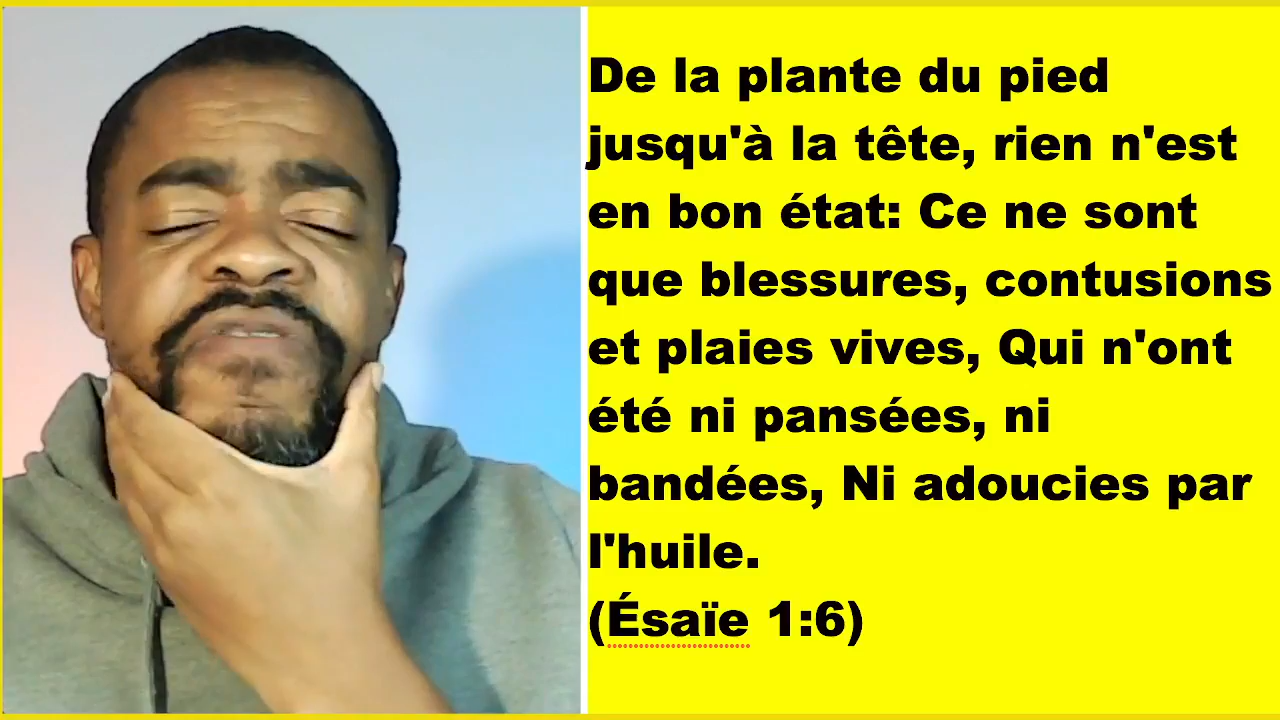 De la plante du pied
jusqu'à la tête, rien n'est
en bon état: Ce ne sont
que blessures, contusions
et plaies vives, Qui n'ont
été ni pansées, ni
bandées, Ni adoucies par
l'huile.
(Ésaïe 1:6)